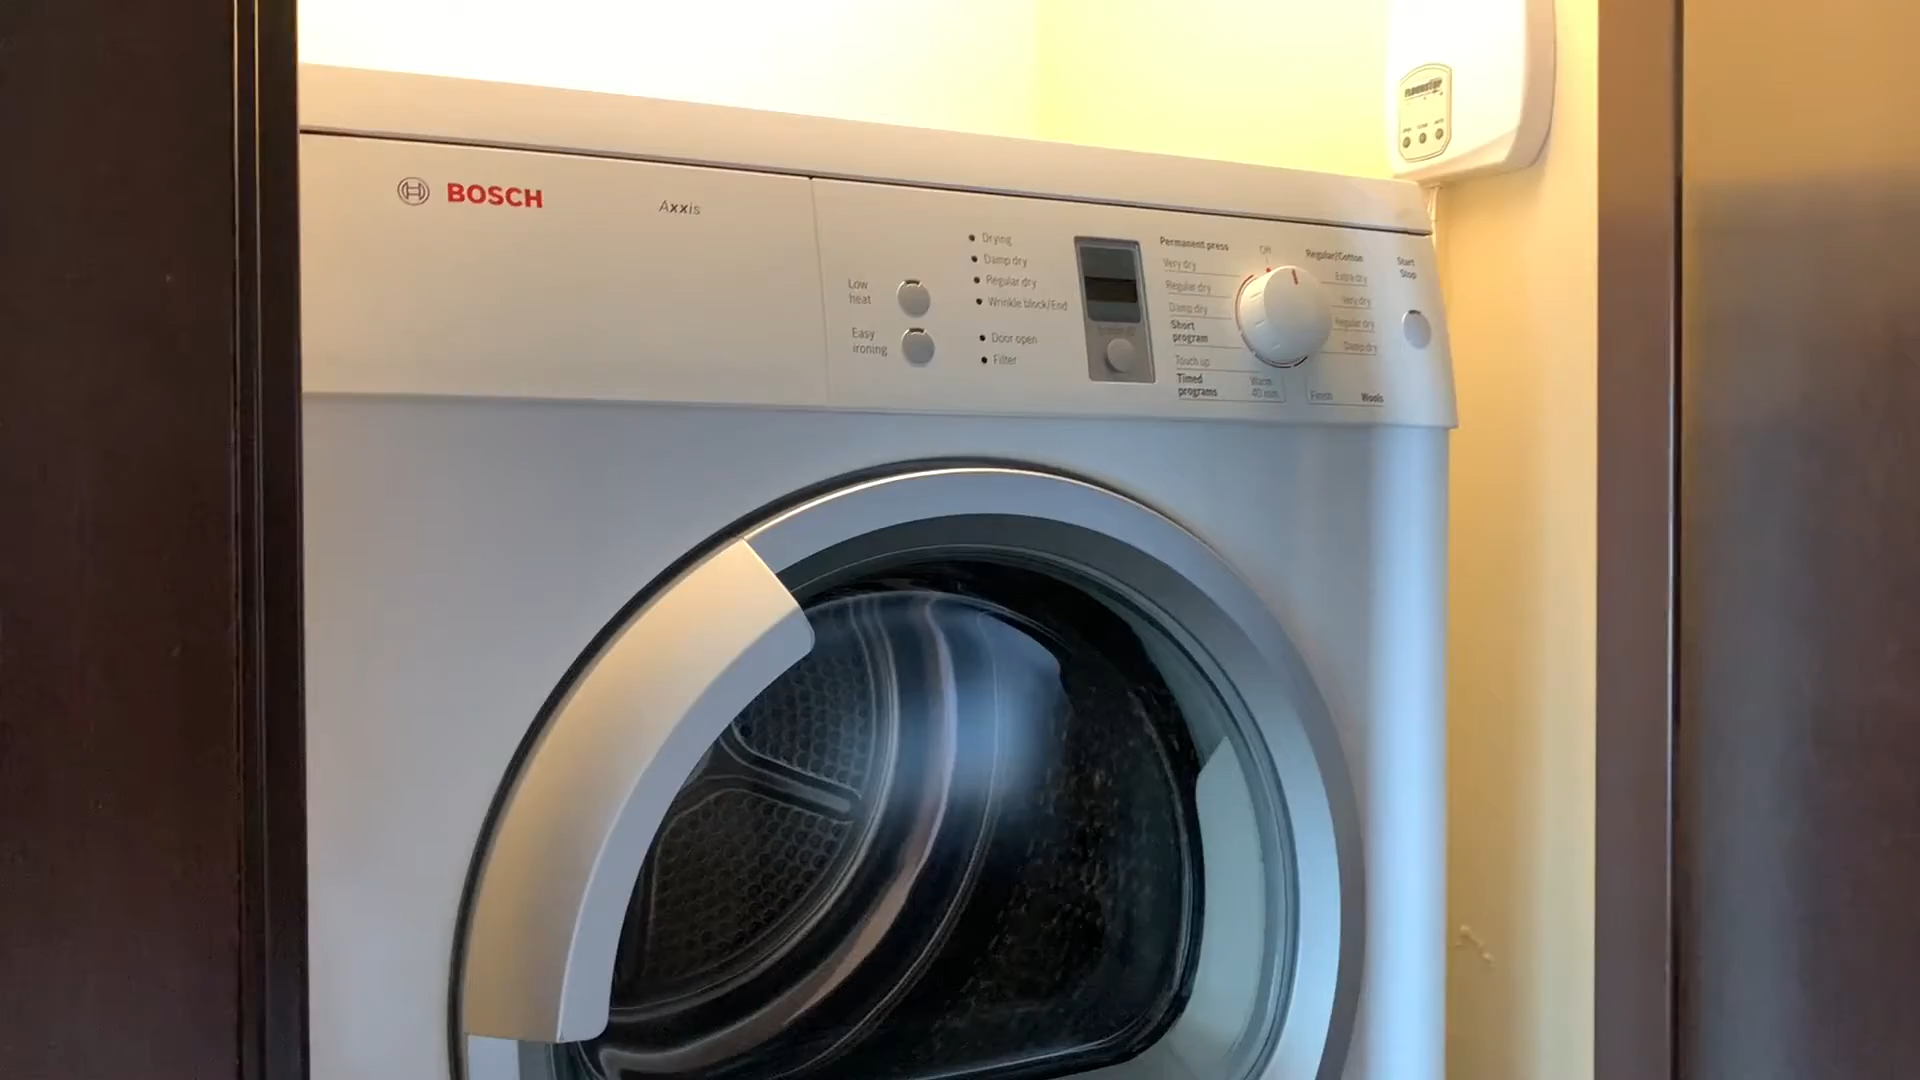 BOSCH
Axxis
Low
heat
Easy
ironing
Drying
Damp dry
Regular dry
Wrinkle block/End
Door open
Filter
Permanent press
Very dry
Regular dry
Damp dry
Short
program
Touch up
Timed
programs
Warm
40 min
Off
Regular/Cotton
Extra dry
Very dry
Regular dry
Damp dry
Finish
Wools
Start
Stop
FLOODSTOP